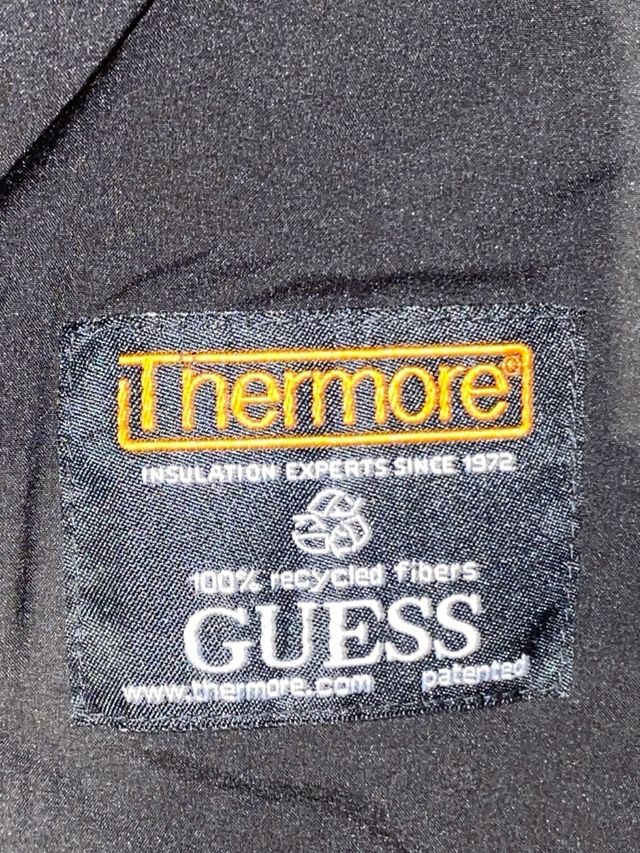 Thermore®
INSULATION EXPERTS SINCE 1972
100% recycled fibers
GUESS
www.thermore.com patented